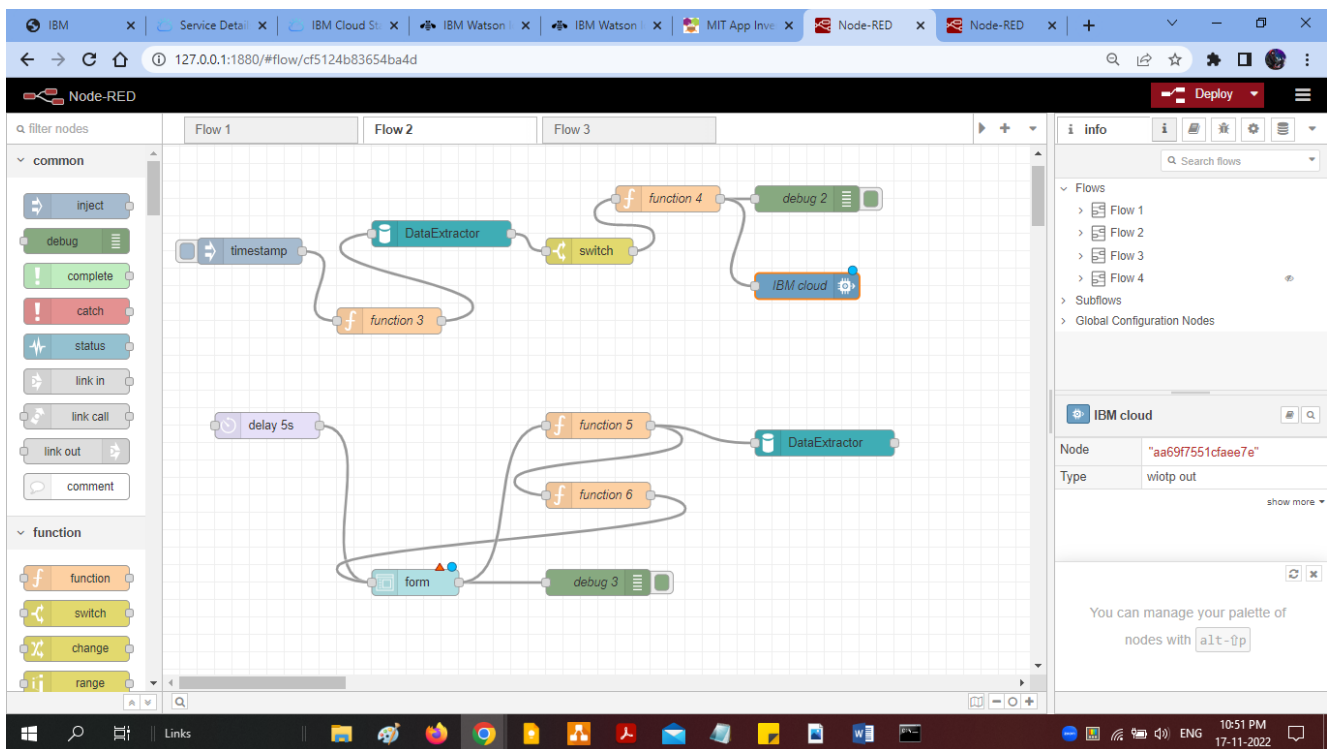 IBM
Service Detail
IBM Cloud St
IBM Watson I
IBM Watson I
MIT App Inve
Node-RED
Node-RED
127.0.0.1:1880/#flow/cf5124b83654ba4d
Node-RED
Deploy
filter nodes
Flow 1
Flow 2
Flow 3
i info
i
common
Search flows
inject
debug
complete
catch
status
link in
link call
link out
comment
function
function
switch
change
range
function 4
debug 2
DataExtractor
timestamp
switch
IBM cloud
function 3
delay 5s
function 5
DataExtractor
function 6
form
debug 3
Flows
Flow 1
Flow 2
Flow 3
Flow 4
Subflows
Global Configuration Nodes
IBM cloud
Node "aa69f7551cfaee7e"
Type wiotp out
show more
You can manage your palette of
nodes with alt-⇧p
Links
ENG
10:51 PM
17-11-2022